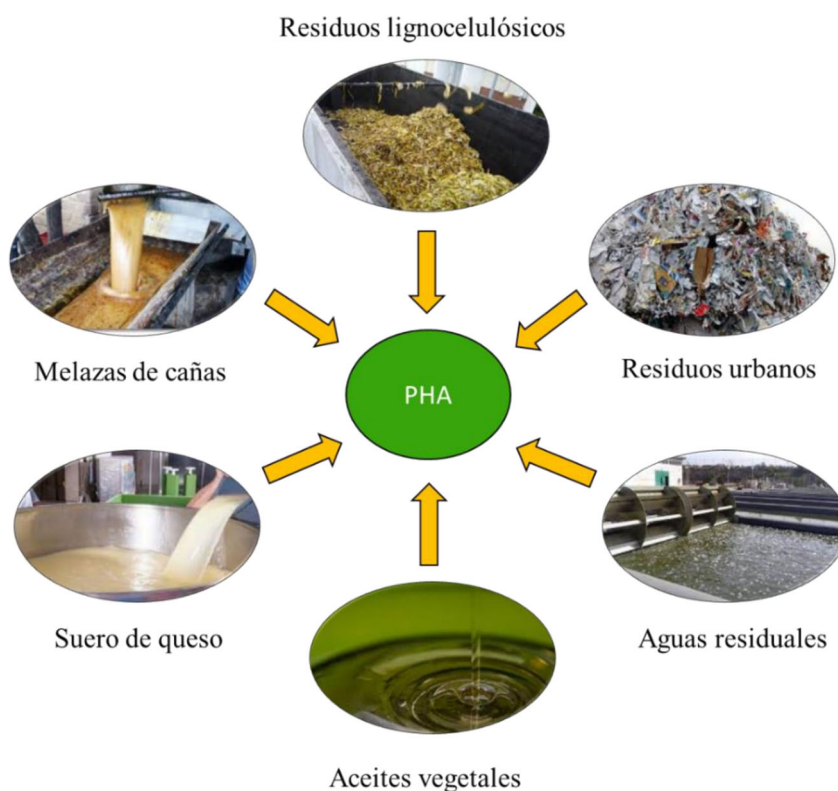 Residuos lignocelulósicos
Melazas de cañas
Residuos urbanos
PHA
Suero de queso
Aguas residuales
Aceites vegetales